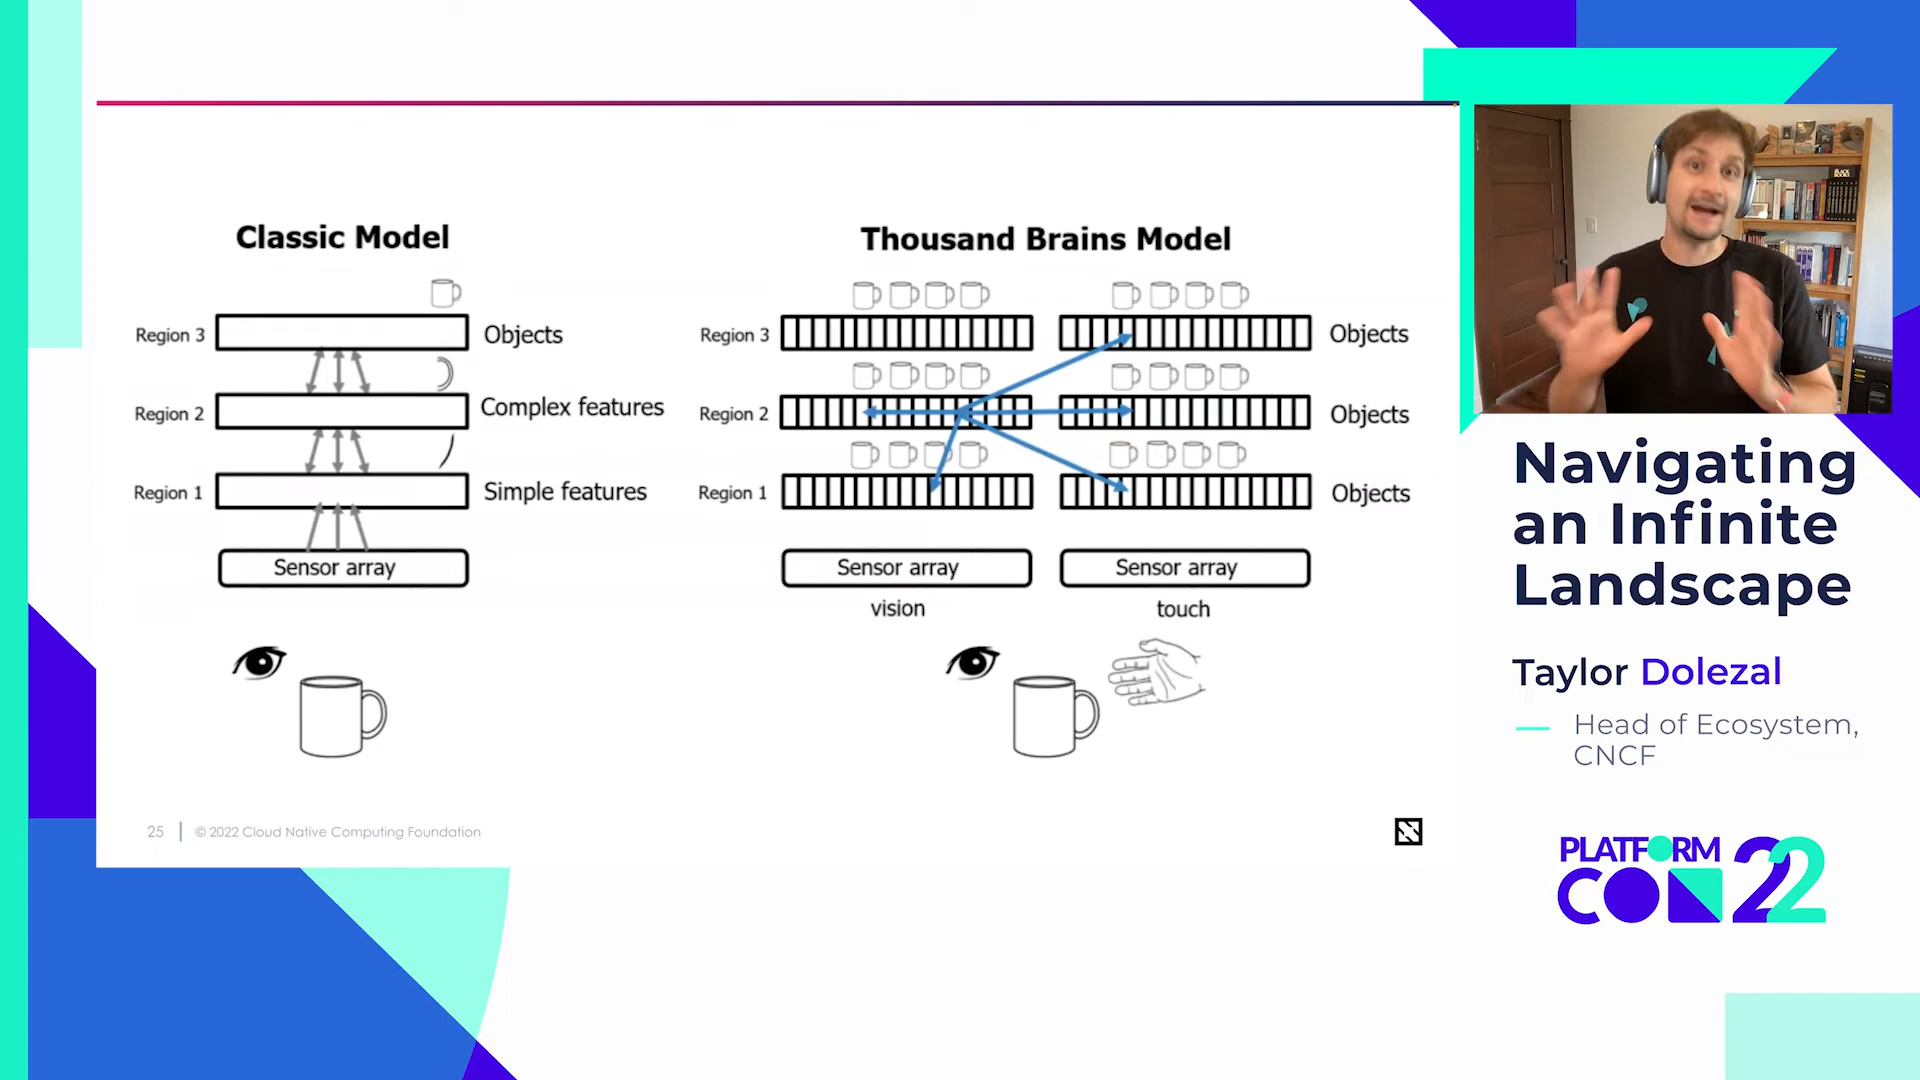 Classic Model
Region 3
Objects
Region 2
Complex features
Region 1
Simple features
Sensor array
Thousand Brains Model
Region 3
Objects
Region 2
Objects
Region 1
Objects
Sensor array
Sensor array
vision
touch
25
© 2022 Cloud Native Computing Foundation
BLACK
Navigating
an Infinite
Landscape
Taylor Dolezal
Head of Ecosystem,
CNCF
PLATFORM
CON 22